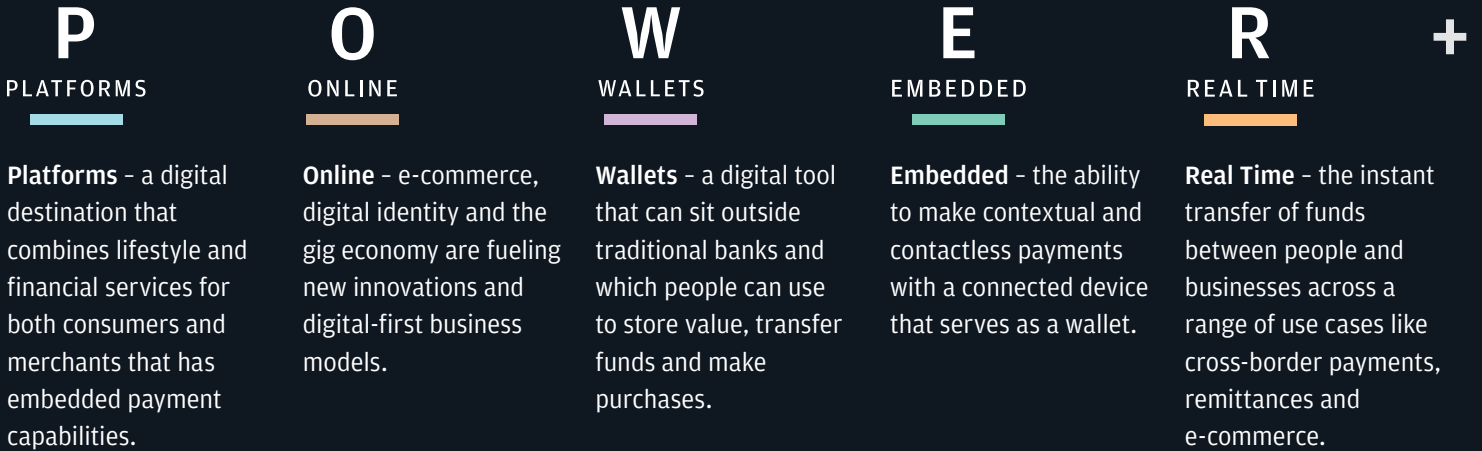 P
PLATFORMS
Platforms – a digital
destination that
combines lifestyle and
financial services for
both consumers and
merchants that has
embedded payment
capabilities.
O
ONLINE
Online – e-commerce,
digital identity and the
gig economy are fueling
new innovations and
digital-first business
models.
W
WALLETS
Wallets – a digital tool
that can sit outside
traditional banks and
which people can use
to store value, transfer
funds and make
purchases.
E
EMBEDDED
Embedded – the ability
to make contextual and
contactless payments
with a connected device
that serves as a wallet.
R
REAL TIME
Real Time – the instant
transfer of funds
between people and
businesses across a
range of use cases like
cross-border payments,
remittances and
e-commerce.
+